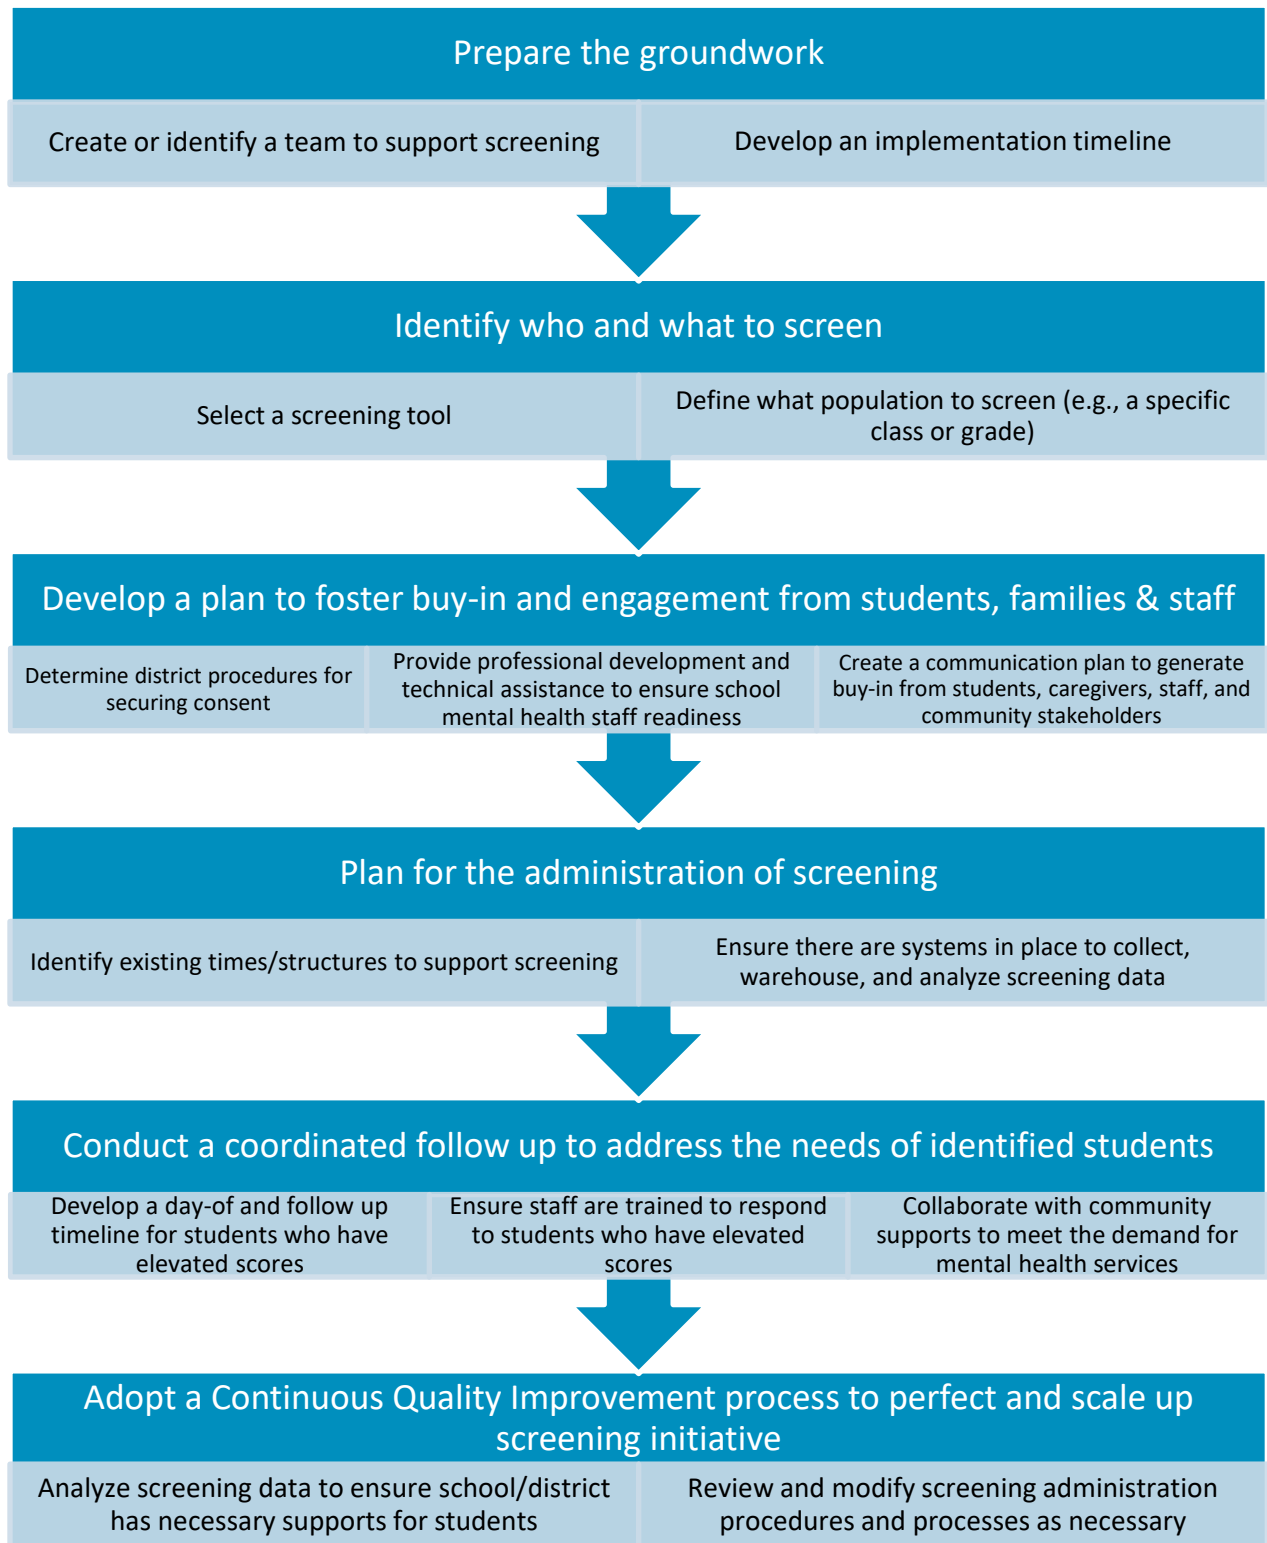 Prepare the groundwork
Create or identify a team to support screening
Develop an implementation timeline
Identify who and what to screen
Select a screening tool
Define what population to screen (e.g., a specific
class or grade)
Develop a plan to foster buy-in and engagement from students, families & staff
Determine district procedures for
securing consent
Provide professional development and
technical assistance to ensure school
mental health staff readiness
Create a communication plan to generate
buy-in from students, caregivers, staff, and
community stakeholders
Plan for the administration of screening
Identify existing times/structures to support screening
Ensure there are systems in place to collect,
warehouse, and analyze screening data
Conduct a coordinated follow up to address the needs of identified students
Develop a day-of and follow up
timeline for students who have
elevated scores
Ensure staff are trained to respond
to students who have elevated
scores
Collaborate with community
supports to meet the demand for
mental health services
Adopt a Continuous Quality Improvement process to perfect and scale up
screening initiative
Analyze screening data to ensure school/district
has necessary supports for students
Review and modify screening administration
procedures and processes as necessary